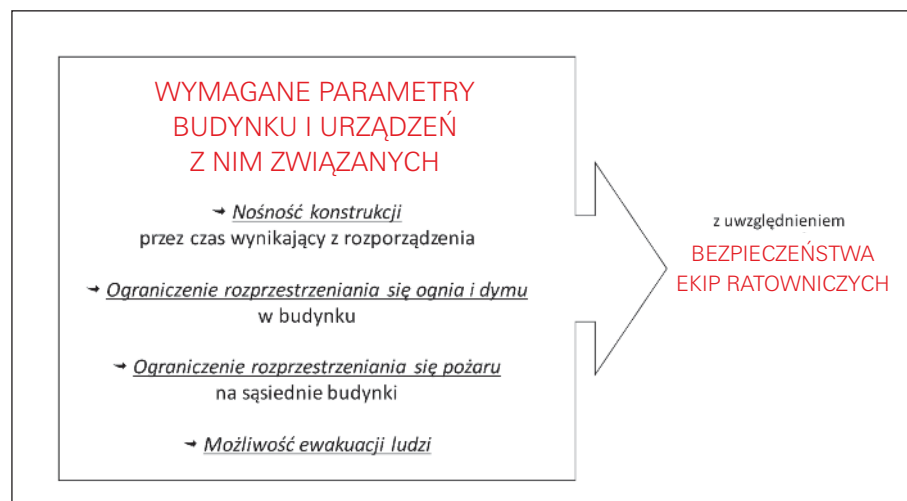 WYMAGANE PARAMETRY
BUDYNKU I URZĄDZEŃ
Z NIM ZWIĄZANYCH
→ Nośność konstrukcji
przez czas wynikający z rozporządzenia
→ Ograniczenie rozprzestrzeniania się ognia i dymu
w budynku
→ Ograniczenie rozprzestrzeniania się pożaru
na sąsiednie budynki
→ Możliwość ewakuacji ludzi
z uwzględnieniem
BEZPIECZEŃSTWA
EKIP RATOWNICZYCH